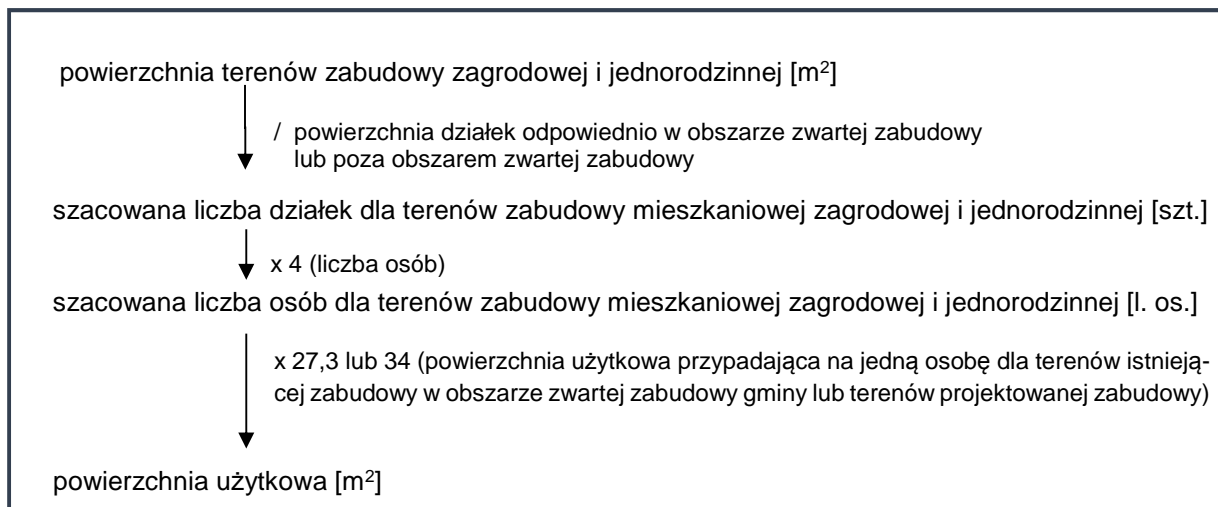 powierzchnia terenów zabudowy zagrodowej i jednorodzinnej [m²]
/ powierzchnia działek odpowiednio w obszarze zwartej zabudowy
lub poza obszarem zwartej zabudowy
szacowana liczba działek dla terenów zabudowy mieszkaniowej zagrodowej i jednorodzinnej [szt.]
x 4 (liczba osób)
szacowana liczba osób dla terenów zabudowy mieszkaniowej zagrodowej i jednorodzinnej [l. os.]
x 27,3 lub 34 (powierzchnia użytkowa przypadająca na jedną osobę dla terenów istnieją-
cej zabudowy w obszarze zwartej zabudowy gminy lub terenów projektowanej zabudowy)
powierzchnia użytkowa [m²]